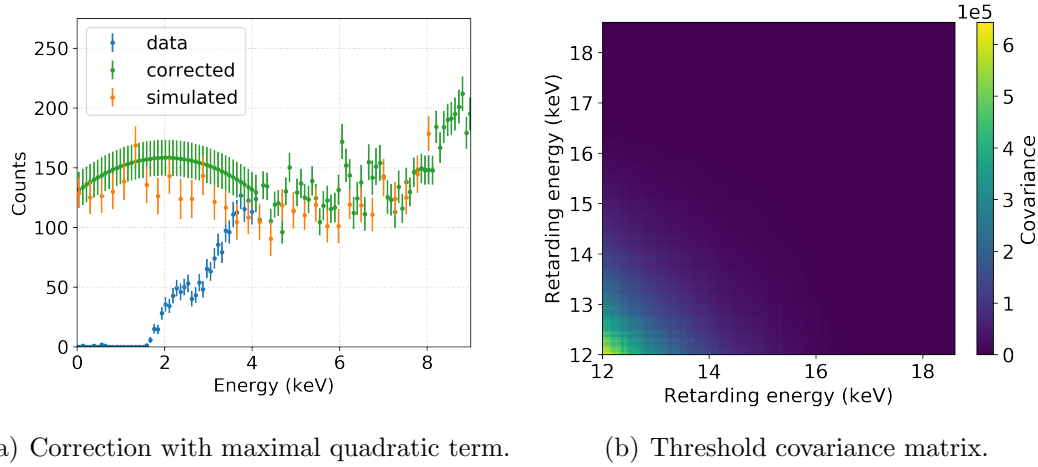 250
200
150
100
50
0
Counts
data
corrected
simulated
0 2 4 6 8
Energy (keV)
1e5
18
17
16
15
14
13
12
Retarding energy (keV)
12 14 16 18
Retarding energy (keV)
6
5
4
3
2
1
0
Covariance
a) Correction with maximal quadratic term.
(b) Threshold covariance matrix.